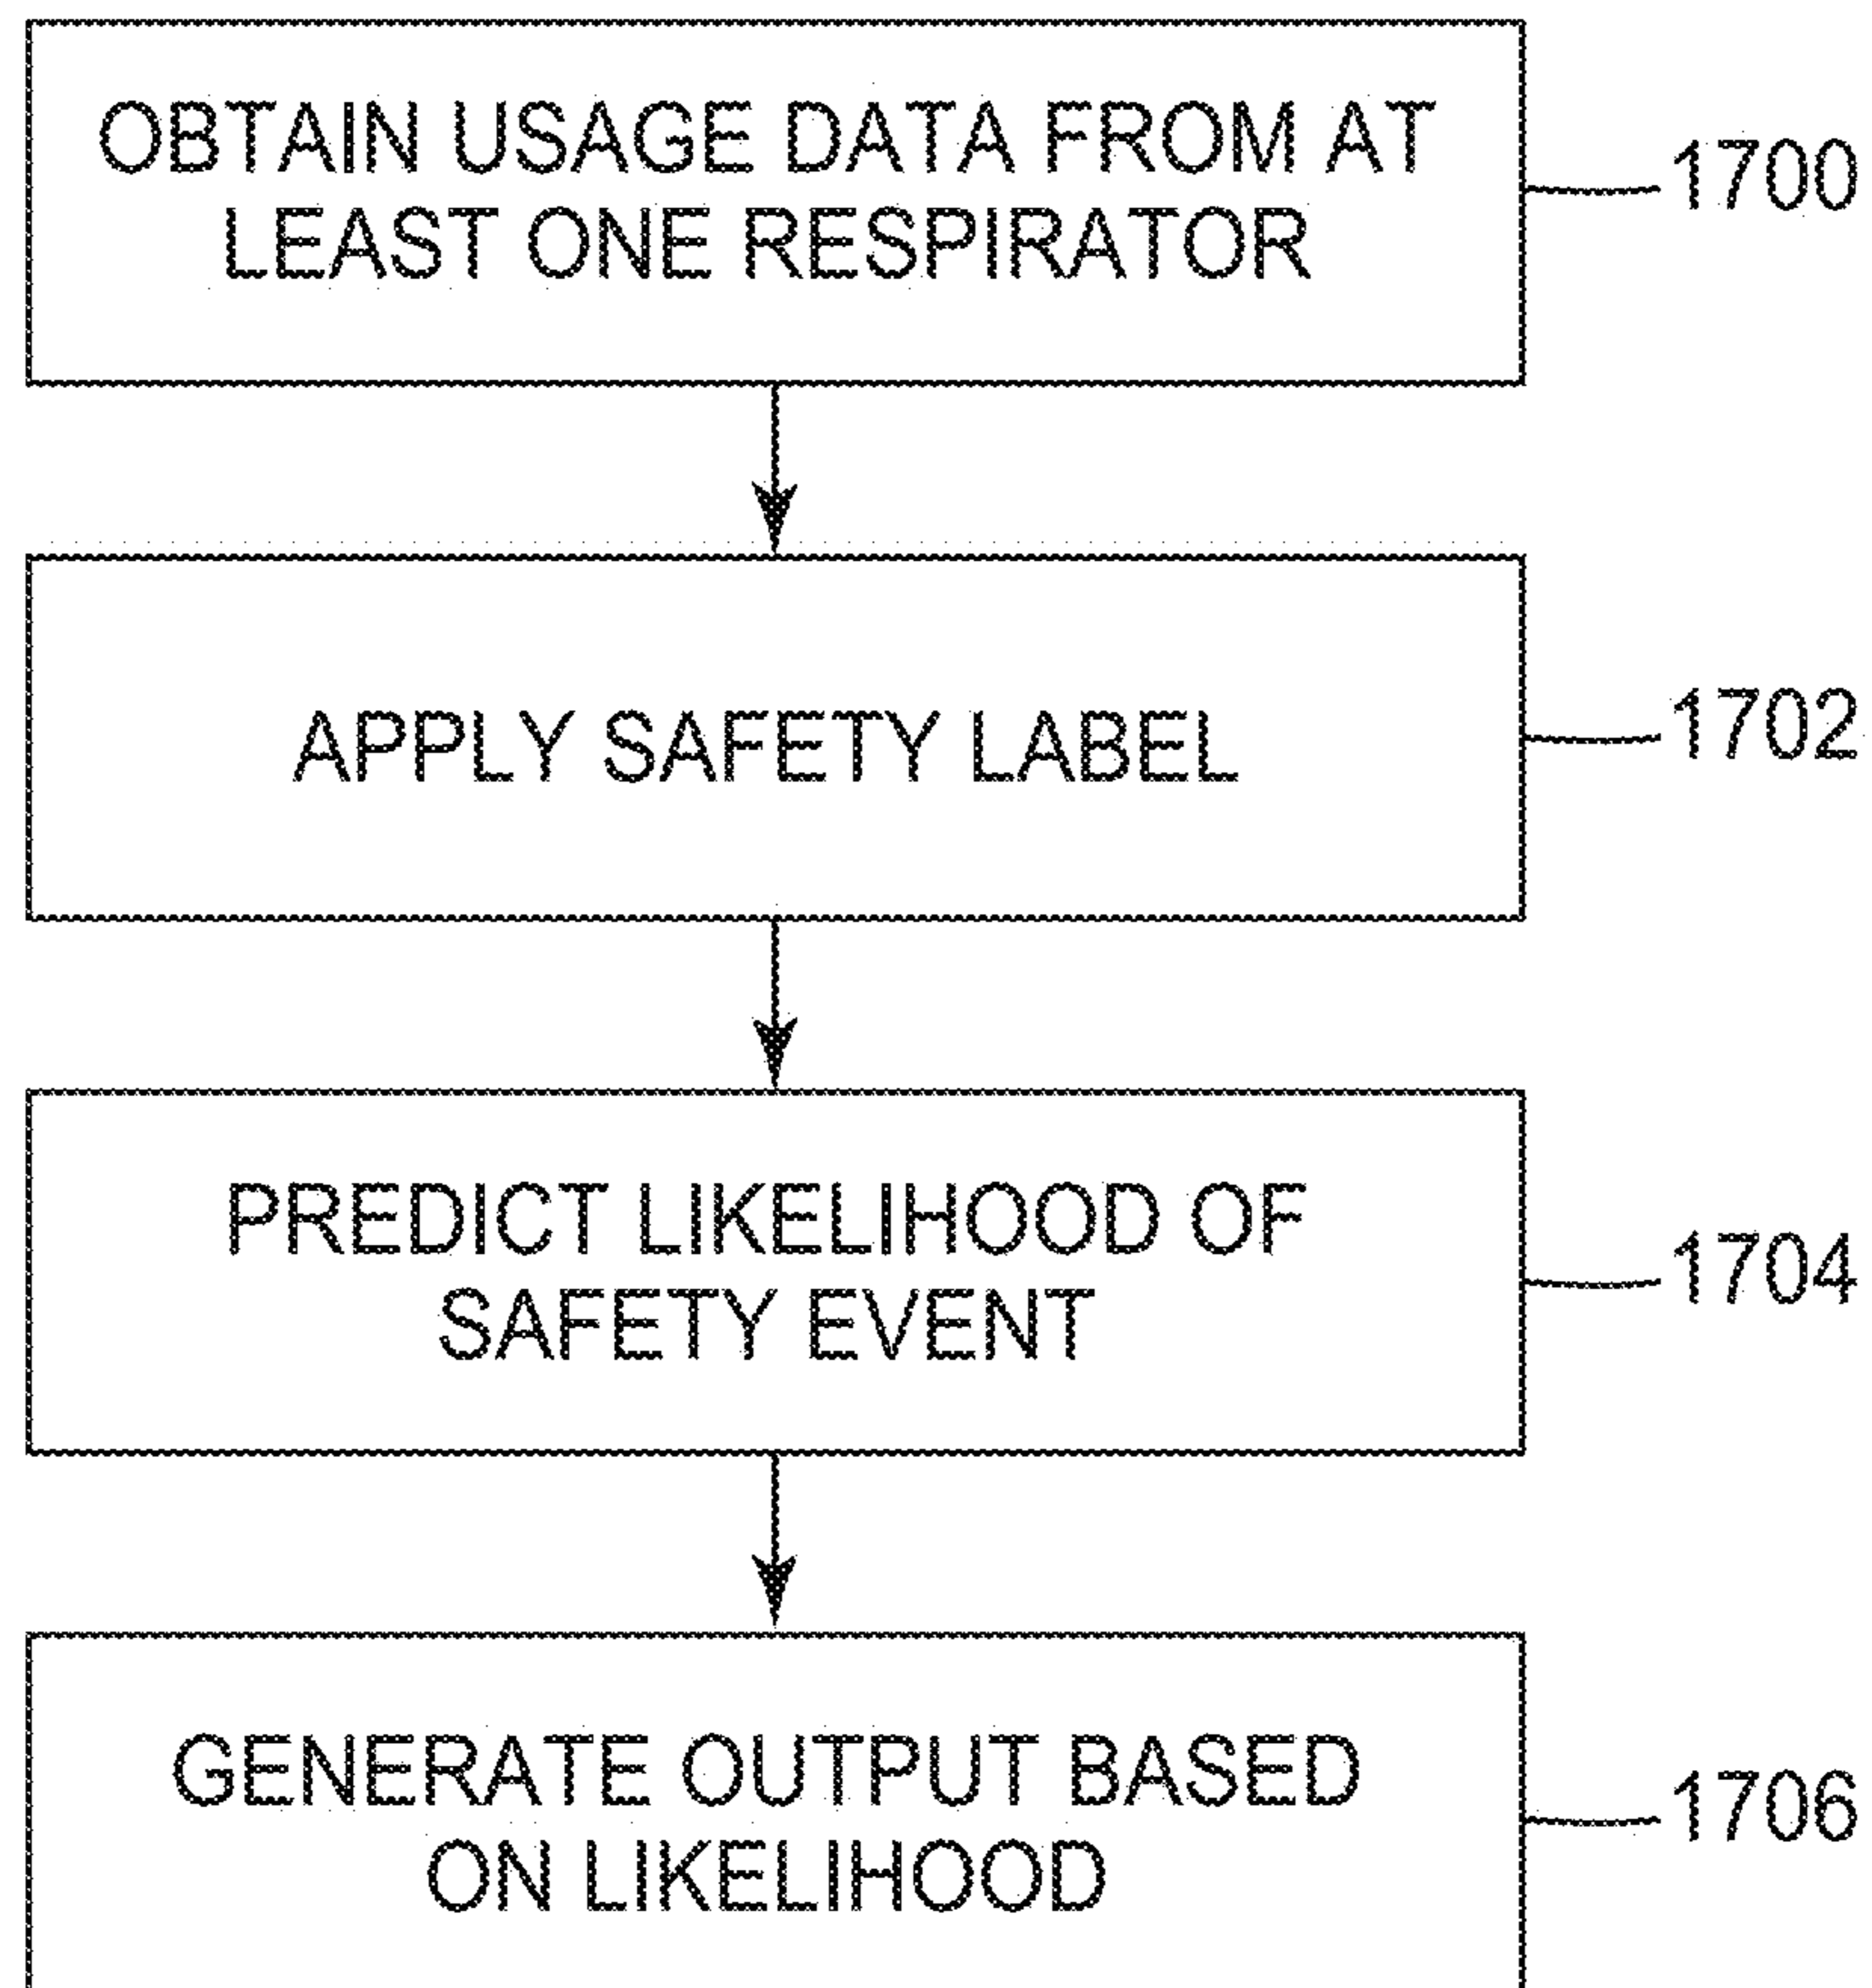 OBTAIN USAGE DATA FROM AT
LEAST ONE RESPIRATOR
1700
APPLY SAFETY LABEL
1702
PREDICT LIKELIHOOD OF
SAFETY EVENT
1704
GENERATE OUTPUT BASED
ON LIKELIHOOD
1706